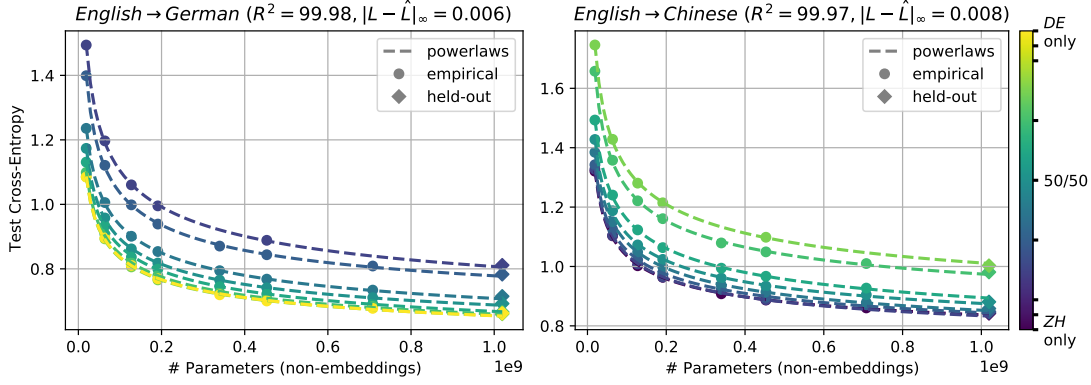 English → German (R² = 99.98, |L − L̂|∞ = 0.006)
English → Chinese (R² = 99.97, |L − L̂|∞ = 0.008)
powerlaws
empirical
held-out
powerlaws
empirical
held-out
Test Cross-Entropy
1.4
1.2
1.0
0.8
1.6
1.4
1.2
1.0
0.8
0.0
0.2
0.4
0.6
0.8
1.0
1e9
# Parameters (non-embeddings)
0.0
0.2
0.4
0.6
0.8
1.0
1e9
# Parameters (non-embeddings)
DE
only
50/50
ZH
only